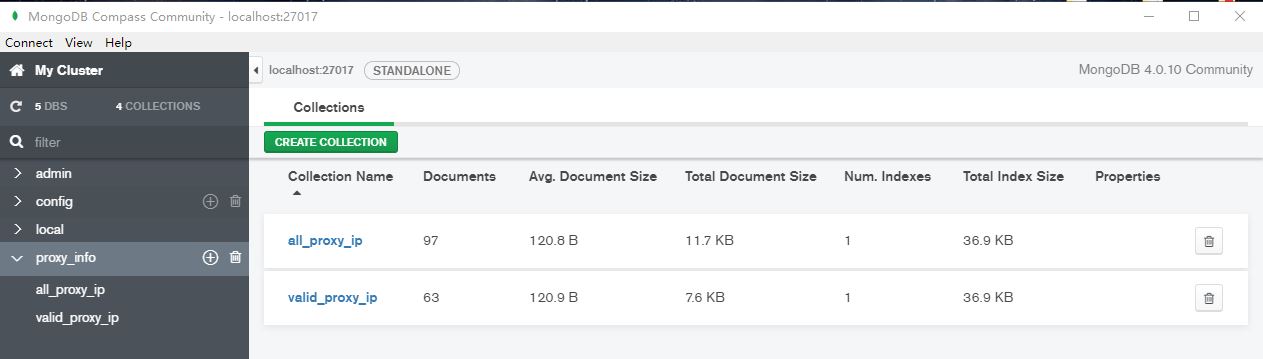 MongoDB Compass Community - localhost:27017
Connect View Help
My Cluster
localhost:27017 STANDALONE
MongoDB 4.0.10 Community
5 DBS 4 COLLECTIONS
Collections
filter
CREATE COLLECTION
admin
config
local
proxy_info
all_proxy_ip
valid_proxy_ip
Collection Name Documents Avg. Document Size Total Document Size Num. Indexes Total Index Size Properties
all_proxy_ip 97 120.8 B 11.7 KB 1 36.9 KB
valid_proxy_ip 63 120.9 B 7.6 KB 1 36.9 KB